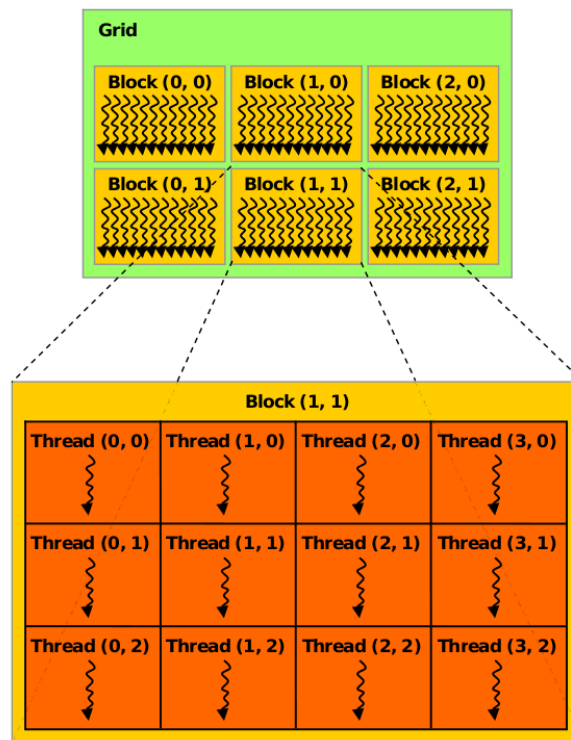 Grid
Block (0, 0) Block (1, 0) Block (2, 0)
Block (0, 1) Block (1, 1) Block (2, 1)
Block (1, 1)
Thread (0, 0) Thread (1, 0) Thread (2, 0) Thread (3, 0)
Thread (0, 1) Thread (1, 1) Thread (2, 1) Thread (3, 1)
Thread (0, 2) Thread (1, 2) Thread (2, 2) Thread (3, 2)